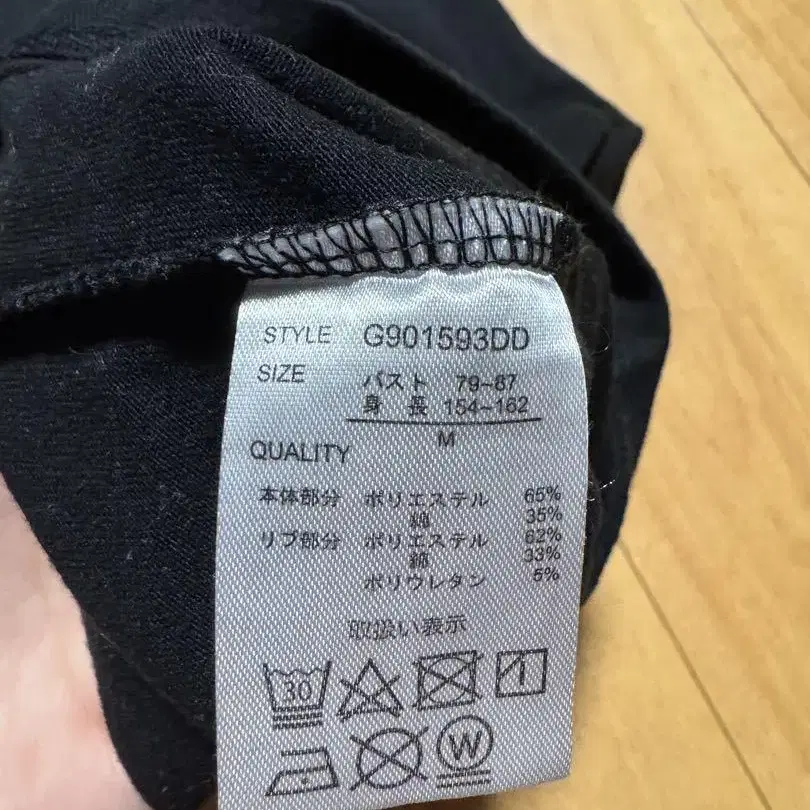 STYLE G901593DD
SIZE バスト 79~87
身長 154~162
M
QUALITY
本体部分 ポリエステル 65%
綿 35%
リブ部分 ポリエステル 62%
綿 33%
ポリウレタン 5%
取扱い表示
30
W